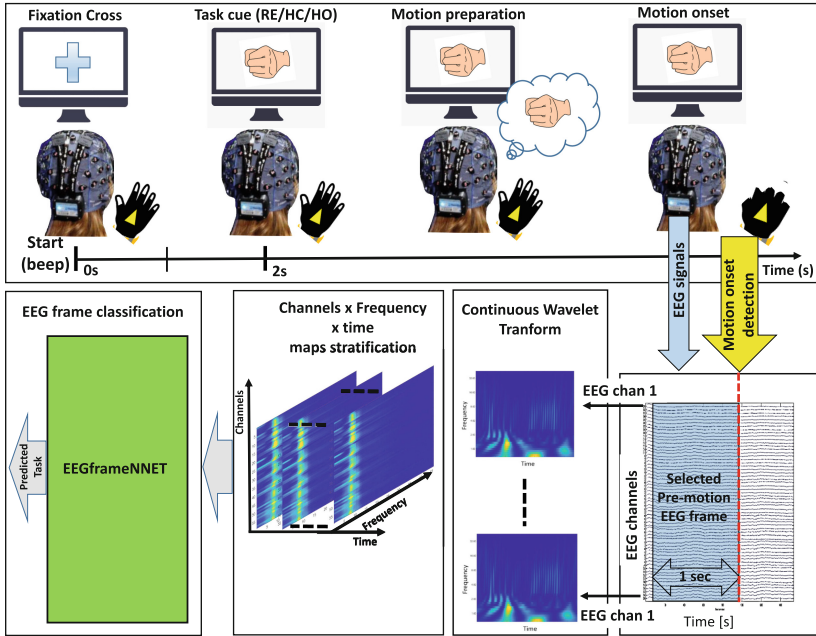 Fixation Cross
Task cue (RE/HC/HO)
Motion preparation
Motion onset
Start
(beep)
0s
2s
Time (s)
EEG signals
Motion onset
detection
EEG frame classification
EEGframeNNET
Predicted
Task
Channels x Frequency
x time
maps stratification
Channels
Frequency
Time
Continuous Wavelet
Tranform
Frequency
Time
Frequency
Time
EEG chan 1
EEG chan 1
EEG channels
Selected
Pre-motion
EEG frame
1 sec
Time [s]